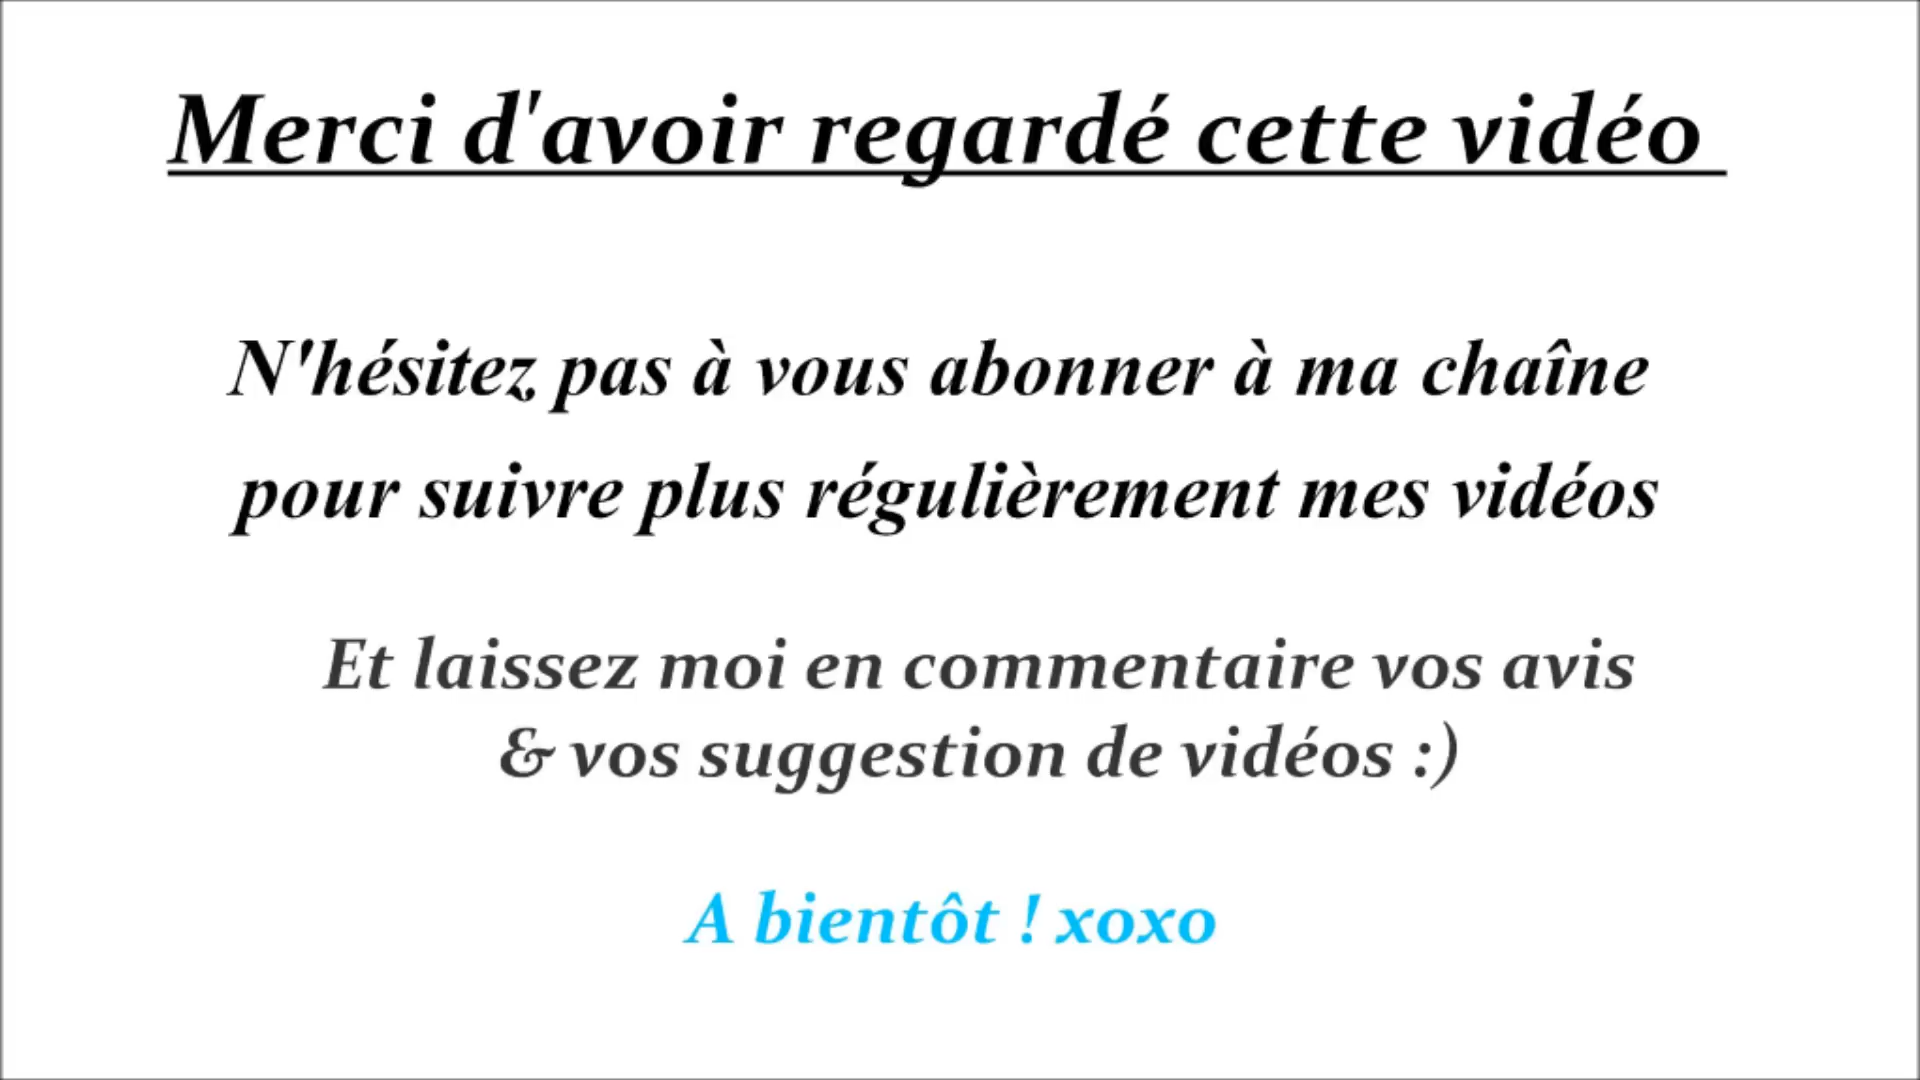 Merci d'avoir regardé cette vidéo
N'hésitez pas à vous abonner à ma chaîne
pour suivre plus régulièrement mes vidéos
Et laissez moi en commentaire vos avis
& vos suggestion de vidéos :)
A bientôt ! xoxo